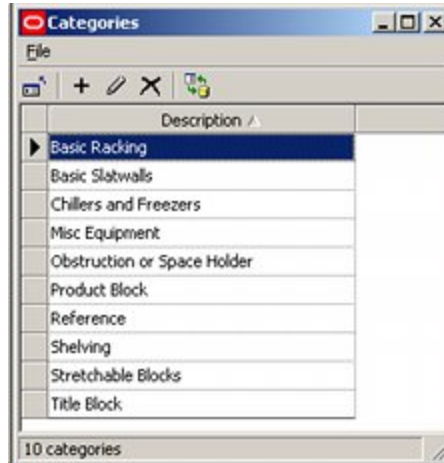 Categories
File
Description
Basic Racking
Basic Slatwalls
Chillers and Freezers
Misc Equipment
Obstruction or Space Holder
Product Block
Reference
Shelving
Stretchable Blocks
Title Block
10 categories